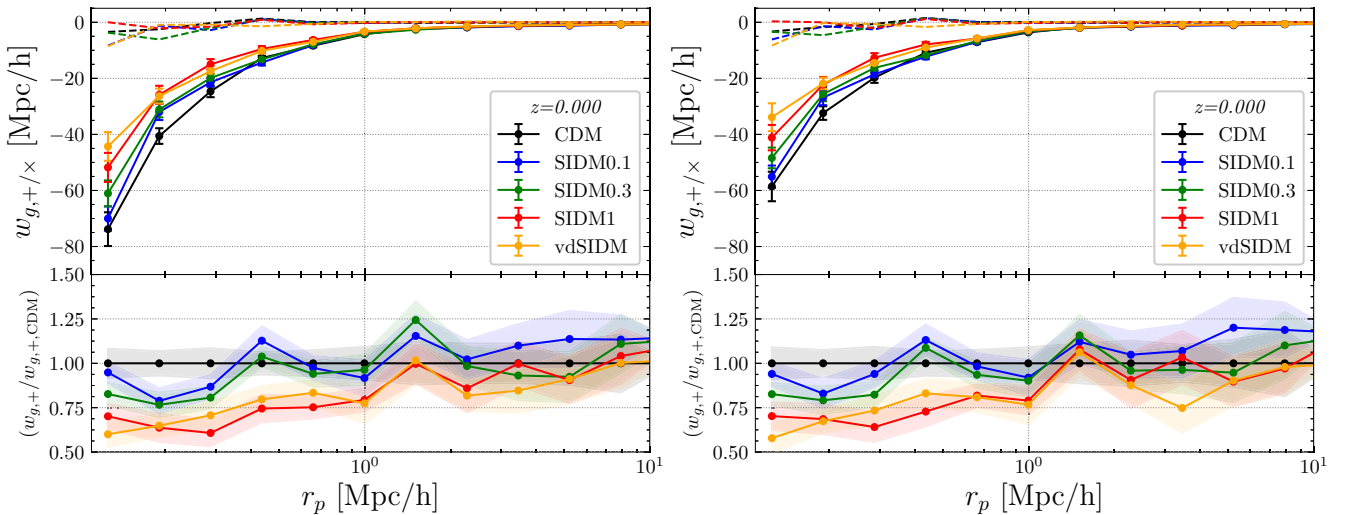 0
−20
−40
−60
−80
w_{g,+/×} [Mpc/h]
z=0.000
CDM
SIDM0.1
SIDM0.3
SIDM1
vdSIDM
1.50
1.25
1.00
0.75
0.50
(w_{g,+}/w_{g,+,CDM})
10^0
10^1
r_p [Mpc/h]
0
−20
−40
−60
−80
w_{g,+/×} [Mpc/h]
z=0.000
CDM
SIDM0.1
SIDM0.3
SIDM1
vdSIDM
1.50
1.25
1.00
0.75
0.50
(w_{g,+}/w_{g,+,CDM})
10^0
10^1
r_p [Mpc/h]